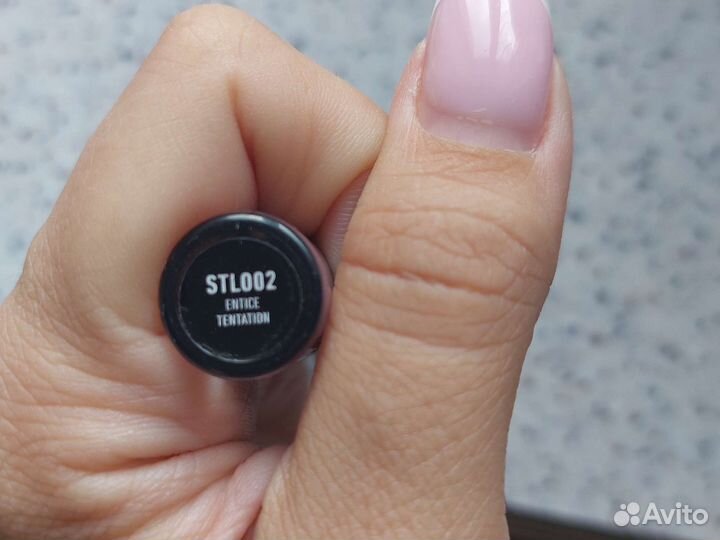 STL002
ENTICE
TENTATION
Avito